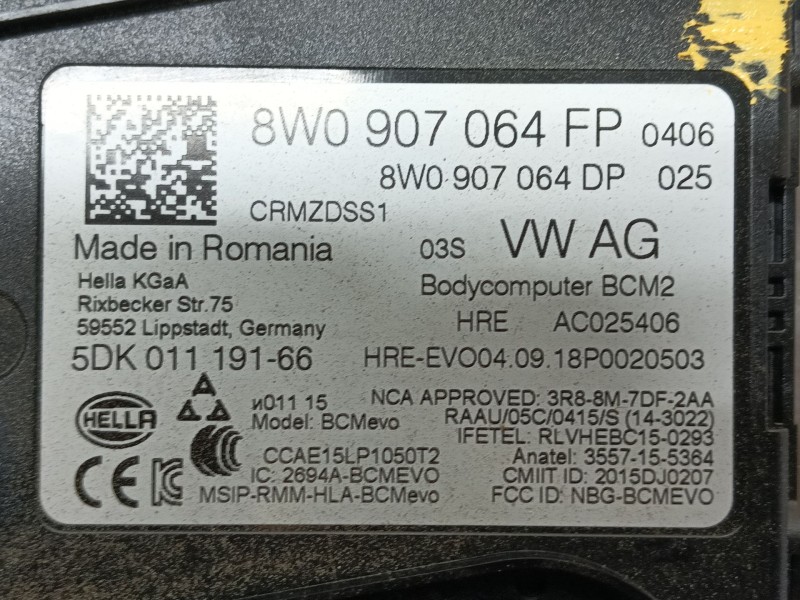 8W0 907 064 FP 0406
8W0 907 064 DP 025
CRMZDSS1
Made in Romania 03S VW AG
Hella KGaA
Rixbecker Str.75
59552 Lippstadt, Germany
Bodycomputer BCM2
HRE AC025406
5DK 011 191-66 HRE-EVO04.09.18P0020503
HELLA
и011 15
Model: BCMevo
NCA APPROVED: 3R8-8M-7DF-2AA
RAAU/05C/0415/S (14-3022)
IFETEL: RLVHEBC15-0293
CCAE15LP1050T2 Anatel: 3557-15-5364
IC: 2694A-BCMEVO CMIIT ID: 2015DJ0207
MSIP-RMM-HLA-BCMevo FCC ID: NBG-BCMEVO
CE